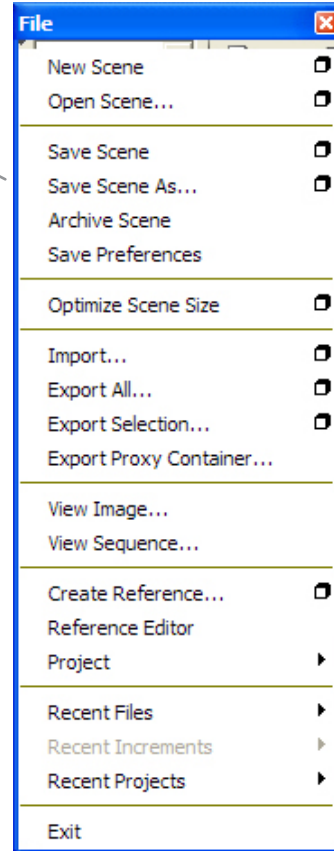 File
New Scene
Open Scene...
Save Scene
Save Scene As...
Archive Scene
Save Preferences
Optimize Scene Size
Import...
Export All...
Export Selection...
Export Proxy Container...
View Image...
View Sequence...
Create Reference...
Reference Editor
Project
Recent Files
Recent Increments
Recent Projects
Exit